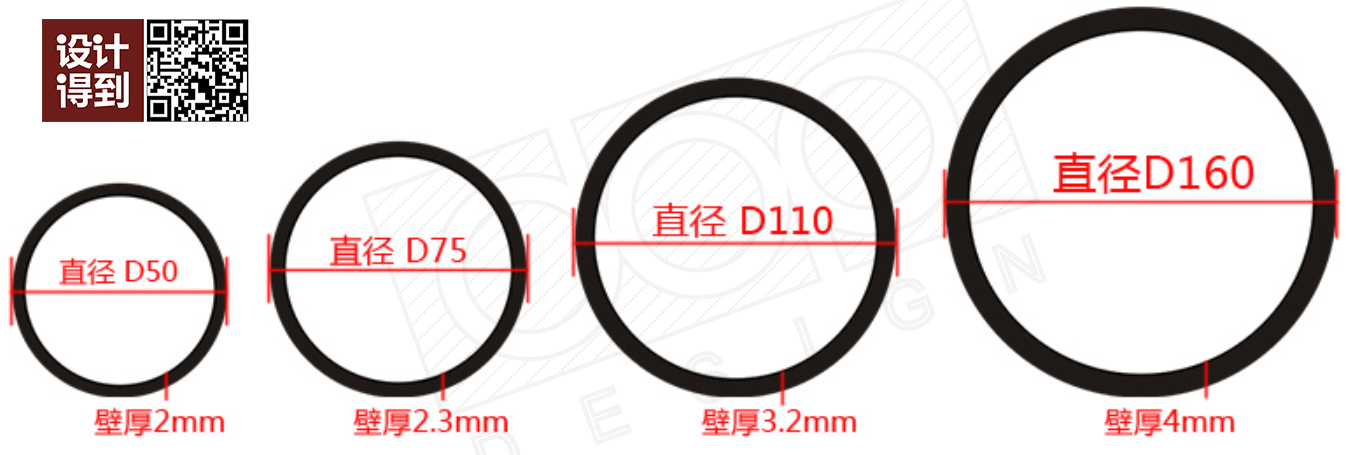 设计
得到
直径 D50
壁厚2mm
直径 D75
壁厚2.3mm
直径 D110
壁厚3.2mm
直径D160
壁厚4mm
COOL
DESIGN